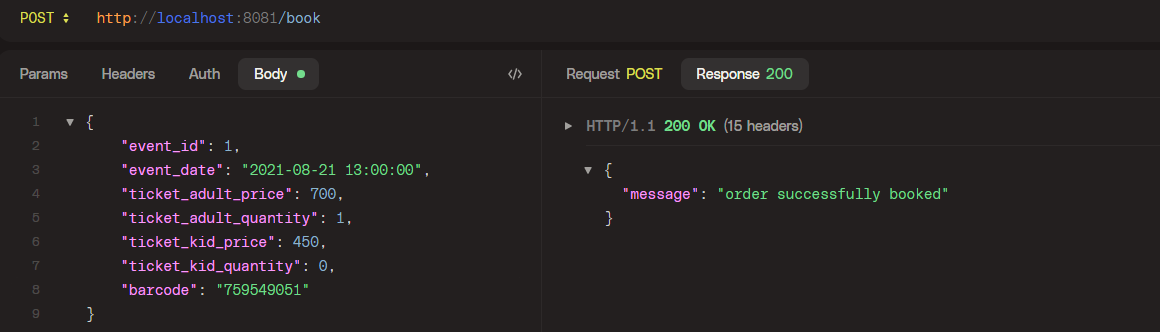 POST http://localhost:8081/book
Params Headers Auth Body </>
Request POST Response 200
1 {
2 "event_id": 1,
3 "event_date": "2021-08-21 13:00:00",
4 "ticket_adult_price": 700,
5 "ticket_adult_quantity": 1,
6 "ticket_kid_price": 450,
7 "ticket_kid_quantity": 0,
8 "barcode": "759549051"
9 }
HTTP/1.1 200 OK (15 headers)
{
"message": "order successfully booked"
}